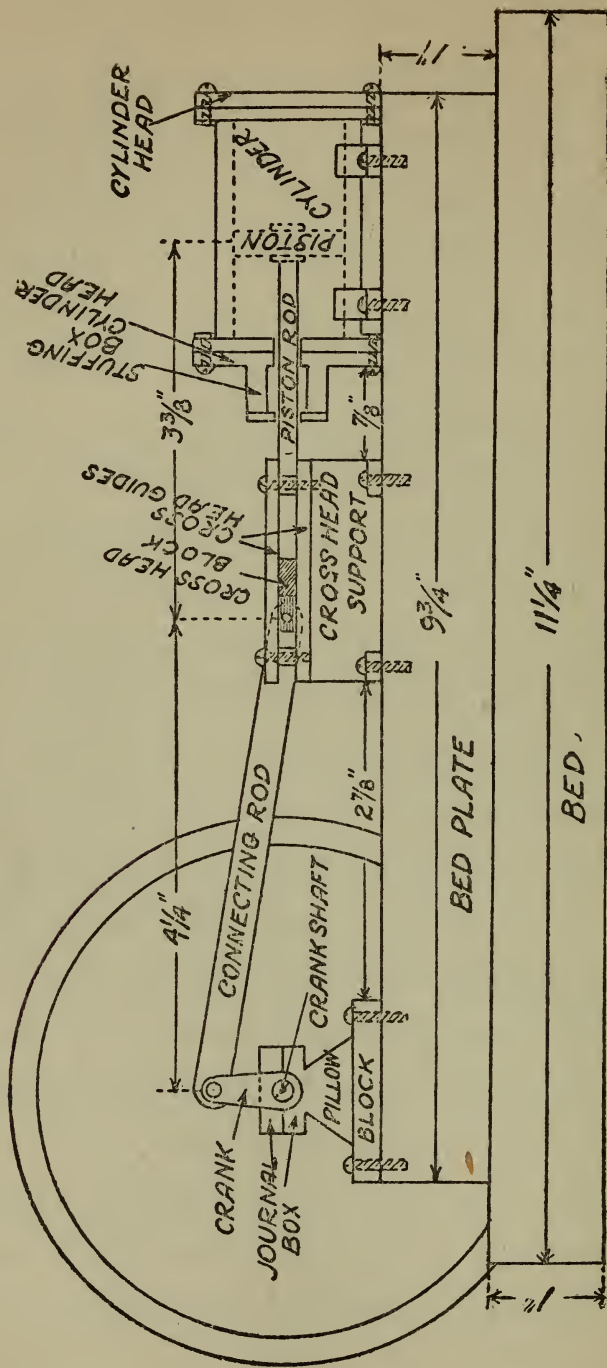 CYLINDER
HEAD
CYLINDER
PISTON
STUFFING
BOX
CYLINDER
HEAD
3 3/8"
PISTON ROD
7/8"
1"
CROSS HEAD
BLOCK
CROSS
HEAD GUIDES
CROSS HEAD
SUPPORT
4 1/4"
CONNECTING ROD
2 7/8"
CRANK SHAFT
CRANK
JOURNAL
BOX
PILLOW
BLOCK
9 3/4"
BED PLATE
11 1/4"
BED.
1"